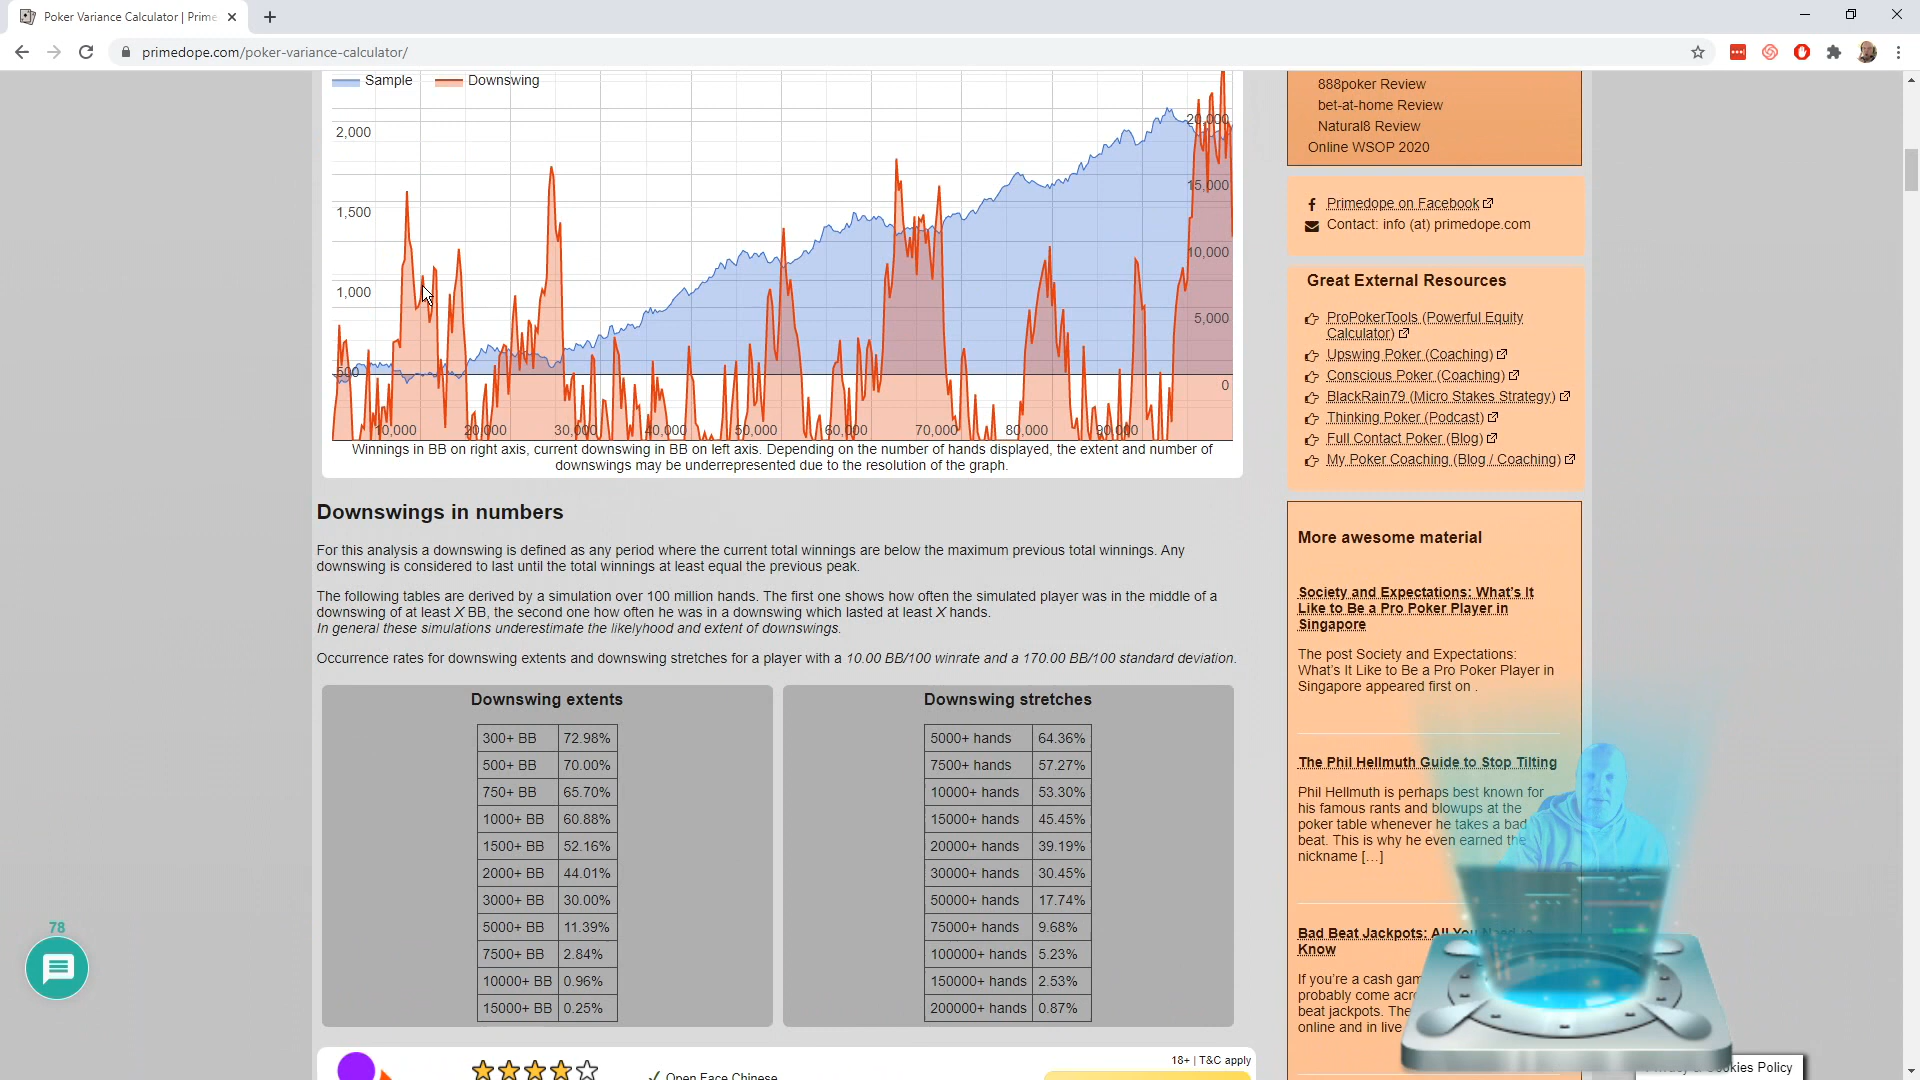 Poker Variance Calculator | Prime
primedope.com/poker-variance-calculator/
Sample
Downswing
2,000
1,500
1,000
500
20,000
15,000
10,000
5,000
0
10,000 20,000 30,000 40,000 50,000 60,000 70,000 80,000 90,000
Winnings in BB on right axis, current downswing in BB on left axis. Depending on the number of hands displayed, the extent and number of
downswings may be underrepresented due to the resolution of the graph.
Downswings in numbers
For this analysis a downswing is defined as any period where the current total winnings are below the maximum previous total winnings. Any
downswing is considered to last until the total winnings at least equal the previous peak.
The following tables are derived by a simulation over 100 million hands. The first one shows how often the simulated player was in the middle of a
downswing of at least X BB, the second one how often he was in a downswing which lasted at least X hands.
In general these simulations underestimate the likelyhood and extent of downswings.
Occurrence rates for downswing extents and downswing stretches for a player with a 10.00 BB/100 winrate and a 170.00 BB/100 standard deviation.
Downswing extents
300+ BB 72.98%
500+ BB 70.00%
750+ BB 65.70%
1000+ BB 60.88%
1500+ BB 52.16%
2000+ BB 44.01%
3000+ BB 30.00%
5000+ BB 11.39%
7500+ BB 2.84%
10000+ BB 0.96%
15000+ BB 0.25%
Downswing stretches
5000+ hands 64.36%
7500+ hands 57.27%
10000+ hands 53.30%
15000+ hands 45.45%
20000+ hands 39.19%
30000+ hands 30.45%
50000+ hands 17.74%
75000+ hands 9.68%
100000+ hands 5.23%
150000+ hands 2.53%
200000+ hands 0.87%
18+ | T&C apply
Open Face Chinese
78
888poker Review
bet-at-home Review
Natural8 Review
Online WSOP 2020
Primedope on Facebook
Contact: info (at) primedope.com
Great External Resources
ProPokerTools (Powerful Equity
Calculator)
Upswing Poker (Coaching)
Conscious Poker (Coaching)
BlackRain79 (Micro Stakes Strategy)
Thinking Poker (Podcast)
Full Contact Poker (Blog)
My Poker Coaching (Blog / Coaching)
More awesome material
Society and Expectations: What's It
Like to Be a Pro Poker Player in
Singapore
The post Society and Expectations:
What's It Like to Be a Pro Poker Player in
Singapore appeared first on .
The Phil Hellmuth Guide to Stop Tilting
Phil Hellmuth is perhaps best known for
his famous rants and blowups at the
poker table whenever he takes a bad
beat. This is why he even earned the
nickname [...]
Bad Beat Jackpots: All You Need to
Know
If you're a cash gam
probably come acr
beat jackpots. The
online and in live
Cookies Policy